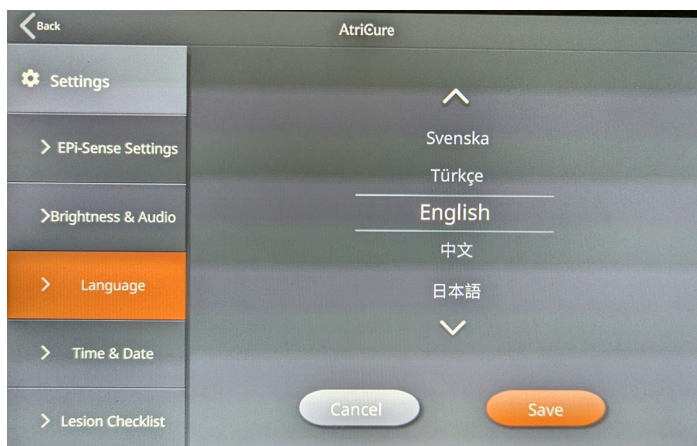 Back
AtriCure
Settings
EPi-Sense Settings
Brightness & Audio
Language
Time & Date
Lesion Checklist
Svenska
Türkçe
English
中文
日本語
Cancel
Save